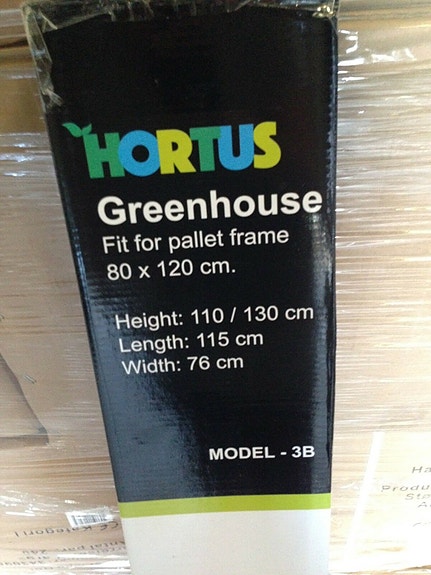 HORTUS
Greenhouse
Fit for pallet frame
80 x 120 cm.
Height: 110 / 130 cm
Length: 115 cm
Width: 76 cm
MODEL - 3B